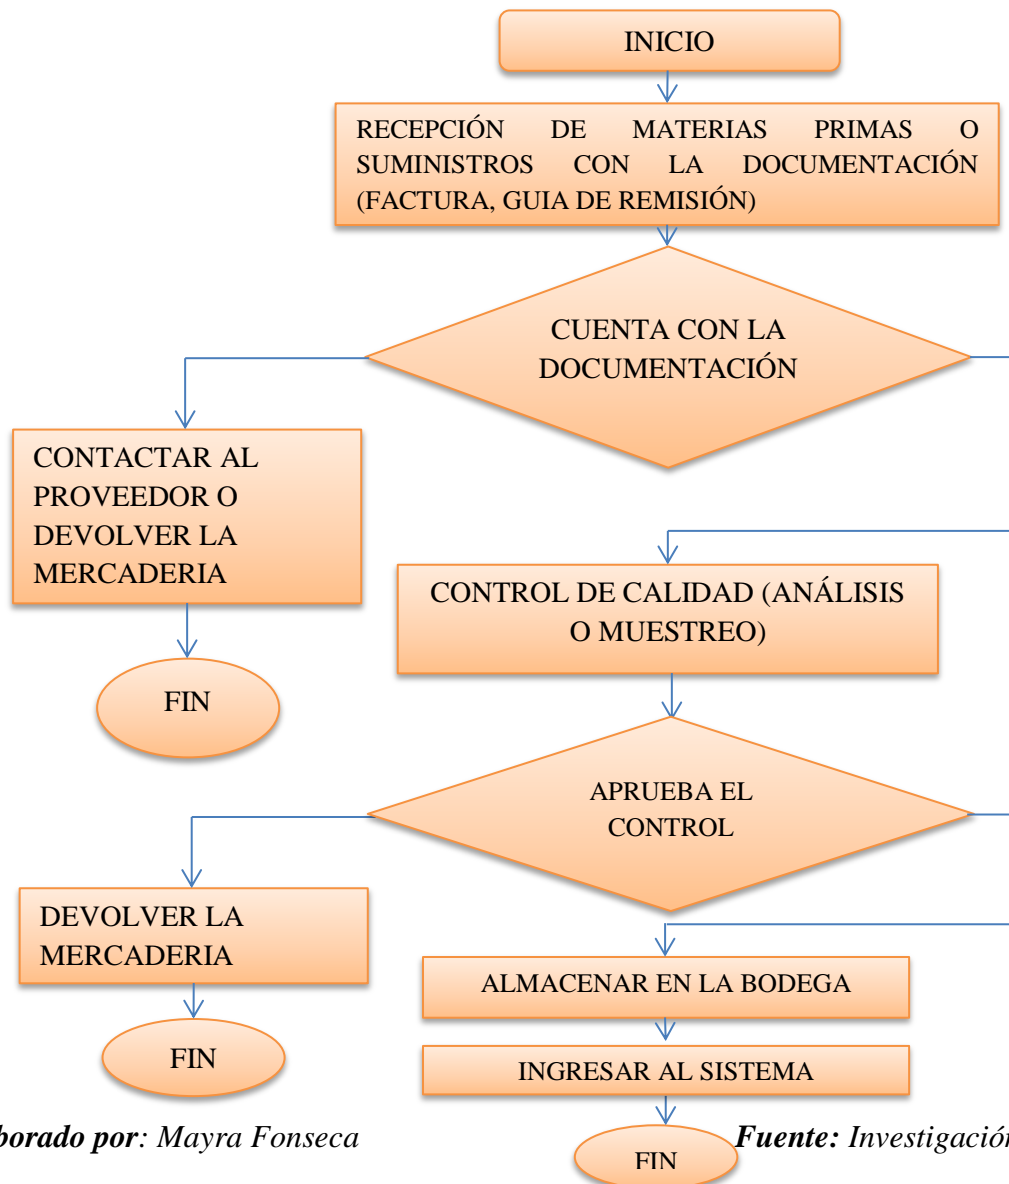 INICIO
RECEPCIÓN DE MATERIAS PRIMAS O
SUMINISTROS CON LA DOCUMENTACIÓN
(FACTURA, GUIA DE REMISIÓN)
CUENTA CON LA
DOCUMENTACIÓN
CONTACTAR AL
PROVEEDOR O
DEVOLVER LA
MERCADERIA
FIN
CONTROL DE CALIDAD (ANÁLISIS
O MUESTREO)
APRUEBA EL
CONTROL
DEVOLVER LA
MERCADERIA
FIN
ALMACENAR EN LA BODEGA
INGRESAR AL SISTEMA
FIN
borado por: Mayra Fonseca
Fuente: Investigación